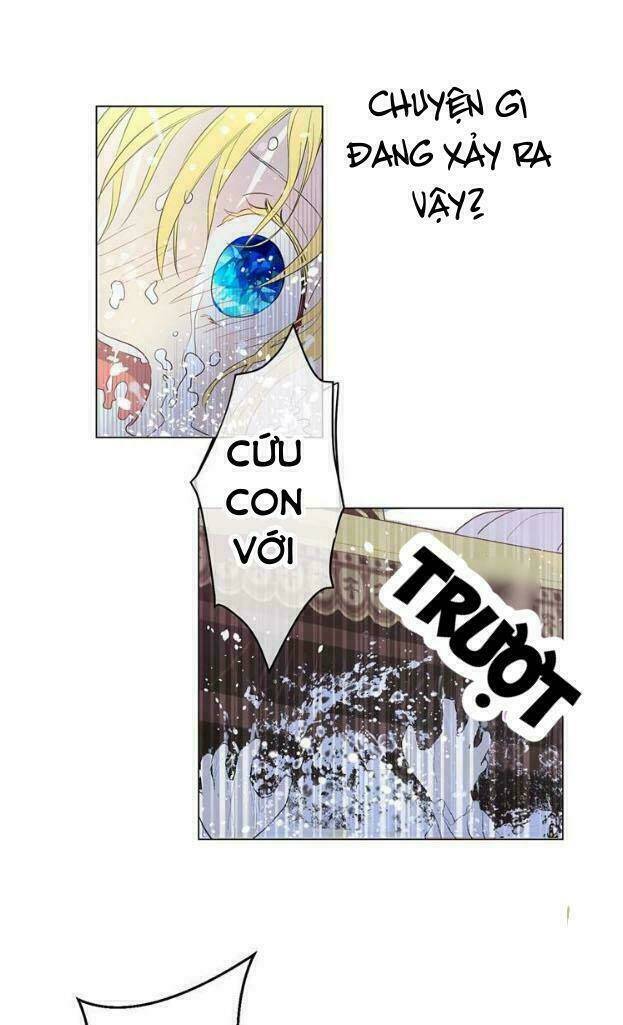 CHUYỆN GÌ
ĐANG XẢY RA
VẬY?
CỨU
CON
VỚI
TRƯỢT